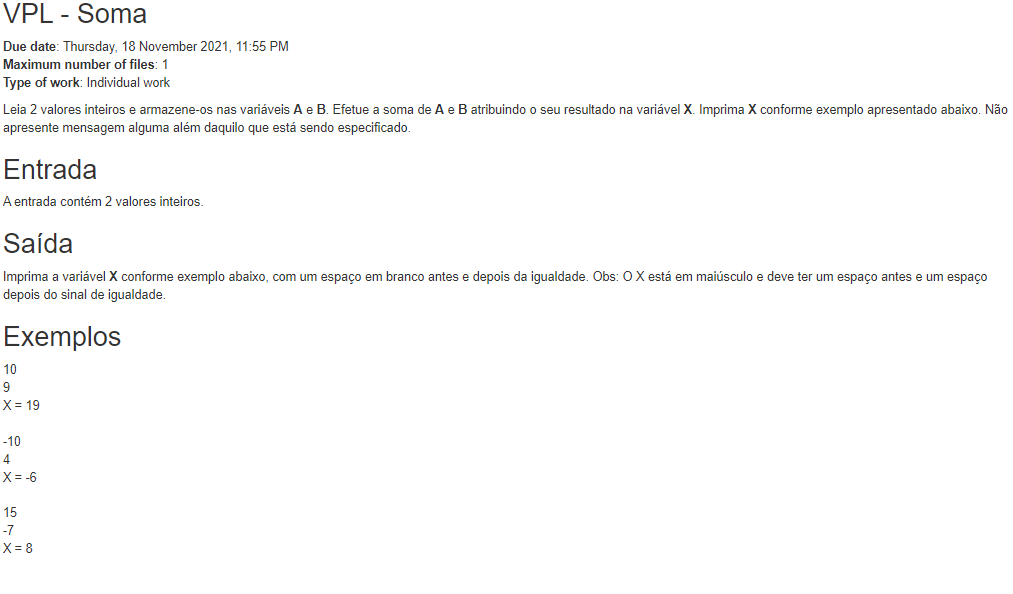 VPL - Soma
Due date: Thursday, 18 November 2021, 11:55 PM
Maximum number of files: 1
Type of work: Individual work
Leia 2 valores inteiros e armazene-os nas variáveis A e B. Efetue a soma de A e B atribuindo o seu resultado na variável X. Imprima X conforme exemplo apresentado abaixo. Não
apresente mensagem alguma além daquilo que está sendo especificado.
Entrada
A entrada contém 2 valores inteiros.
Saída
Imprima a variável X conforme exemplo abaixo, com um espaço em branco antes e depois da igualdade. Obs: O X está em maiúsculo e deve ter um espaço antes e um espaço
depois do sinal de igualdade.
Exemplos
10
9
X = 19
-10
4
X = -6
15
-7
X = 8